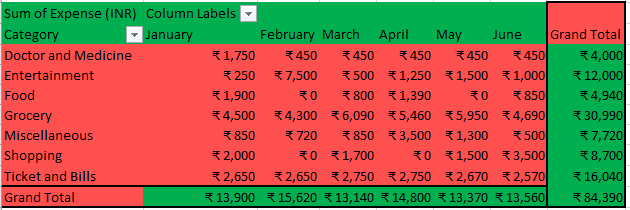 Sum of Expense (INR) Column Labels
Category January February March April May June Grand Total
Doctor and Medicine ₹ 1,750 ₹ 450 ₹ 450 ₹ 450 ₹ 450 ₹ 450 ₹ 4,000
Entertainment ₹ 250 ₹ 7,500 ₹ 500 ₹ 1,250 ₹ 1,500 ₹ 1,000 ₹ 12,000
Food ₹ 1,900 ₹ 0 ₹ 800 ₹ 1,390 ₹ 0 ₹ 850 ₹ 4,940
Grocery ₹ 4,500 ₹ 4,300 ₹ 6,090 ₹ 5,460 ₹ 5,950 ₹ 4,690 ₹ 30,990
Miscellaneous ₹ 850 ₹ 720 ₹ 850 ₹ 3,500 ₹ 1,300 ₹ 500 ₹ 7,720
Shopping ₹ 2,000 ₹ 0 ₹ 1,700 ₹ 0 ₹ 1,500 ₹ 3,500 ₹ 8,700
Ticket and Bills ₹ 2,650 ₹ 2,650 ₹ 2,750 ₹ 2,750 ₹ 2,670 ₹ 2,570 ₹ 16,040
Grand Total ₹ 13,900 ₹ 15,620 ₹ 13,140 ₹ 14,800 ₹ 13,370 ₹ 13,560 ₹ 84,390